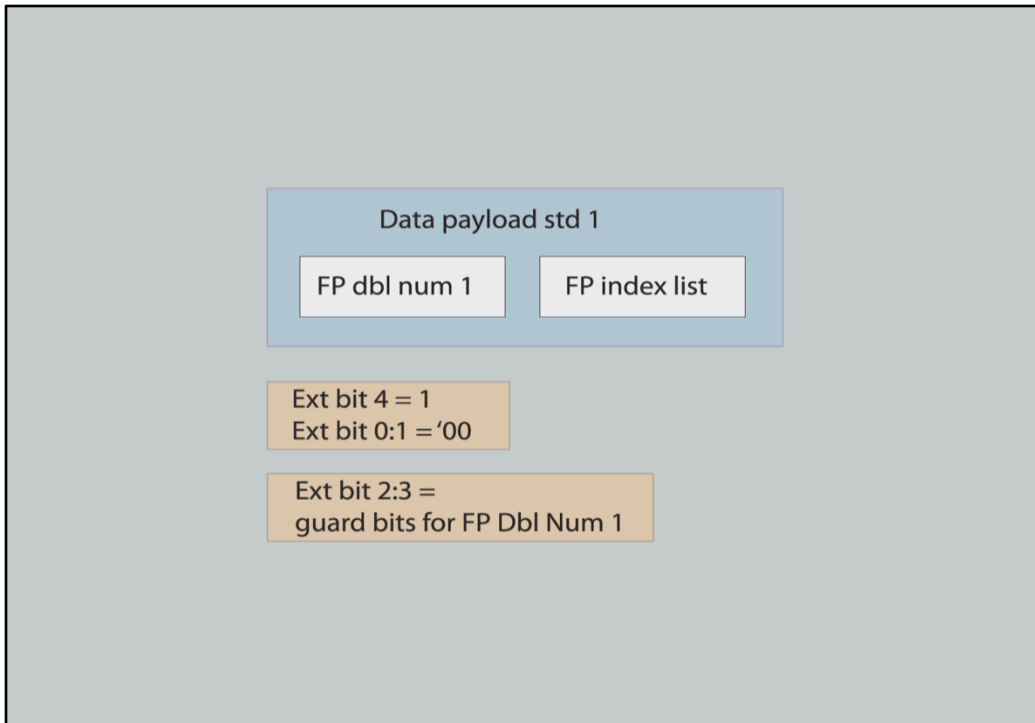 Data payload std 1
FP dbl num 1
FP index list
Ext bit 4 = 1
Ext bit 0:1 = ‘00
Ext bit 2:3 =
guard bits for FP Dbl Num 1